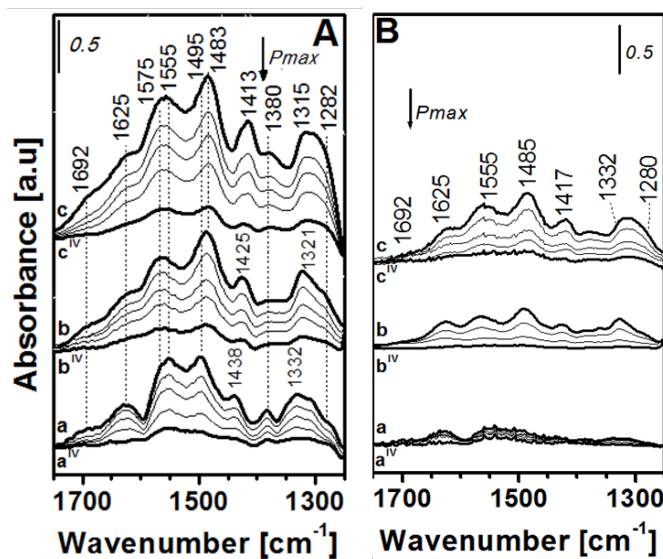 A
0.5
Pmax
1692
1625
1575
1555
1495
1483
1413
1380
1315
1282
c
c^iv
1425
1321
b
b^iv
1438
1332
a
a^iv
1700
1500
1300
Wavenumber [cm⁻¹]
Absorbance [a.u]
B
0.5
Pmax
1692
1625
1555
1485
1417
1332
1280
c
c^iv
b
b^iv
a
a^iv
1700
1500
1300
Wavenumber [cm⁻¹]